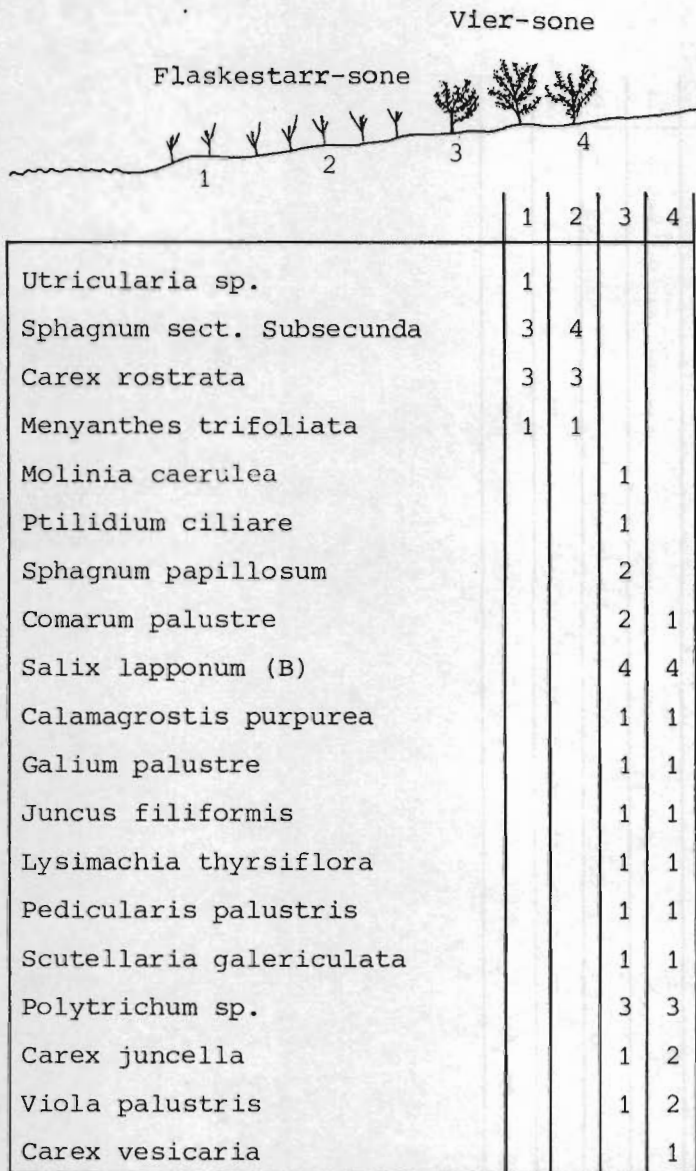 Vier-sone
Flaskestarr-sone
1 2 3 4
1 2 3 4
Utricularia sp. 1
Sphagnum sect. Subsecunda 3 4
Carex rostrata 3 3
Menyanthes trifoliata 1 1
Molinia caerulea 1
Ptilidium ciliare 1
Sphagnum papillosum 2
Comarum palustre 2 1
Salix lapponum (B) 4 4
Calamagrostis purpurea 1 1
Galium palustre 1 1
Juncus filiformis 1 1
Lysimachia thyrsiflora 1 1
Pedicularis palustris 1 1
Scutellaria galericulata 1 1
Polytrichum sp. 3 3
Carex juncella 1 2
Viola palustris 1 2
Carex vesicaria 1